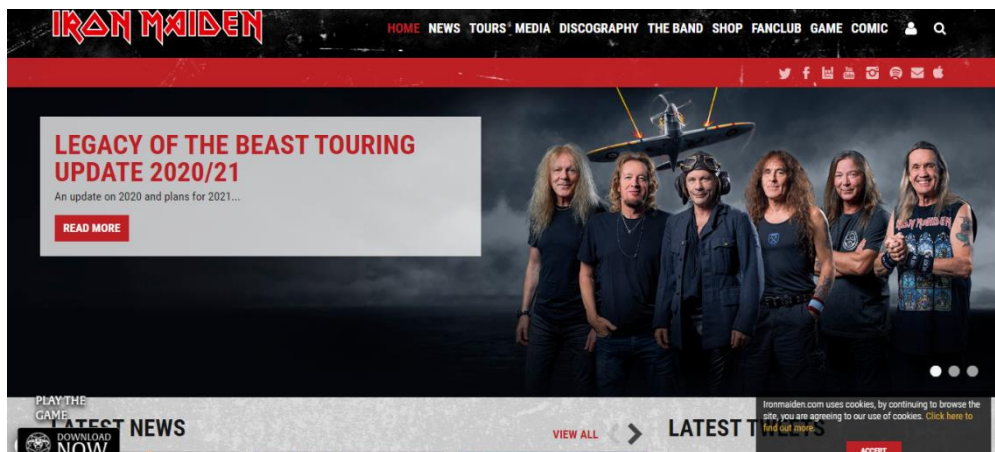 IRON MAIDEN
HOME NEWS TOURS MEDIA DISCOGRAPHY THE BAND SHOP FANCLUB GAME COMIC
LEGACY OF THE BEAST TOURING
UPDATE 2020/21
An update on 2020 and plans for 2021...
READ MORE
IRON MAIDEN
PLAY THE
GAME
DOWNLOAD
NOW
LATEST NEWS
VIEW ALL
LATEST TWEETS
Ironmaiden.com uses cookies, by continuing to browse the
site, you are agreeing to our use of cookies. Click here to
find out more.
ACCEPT